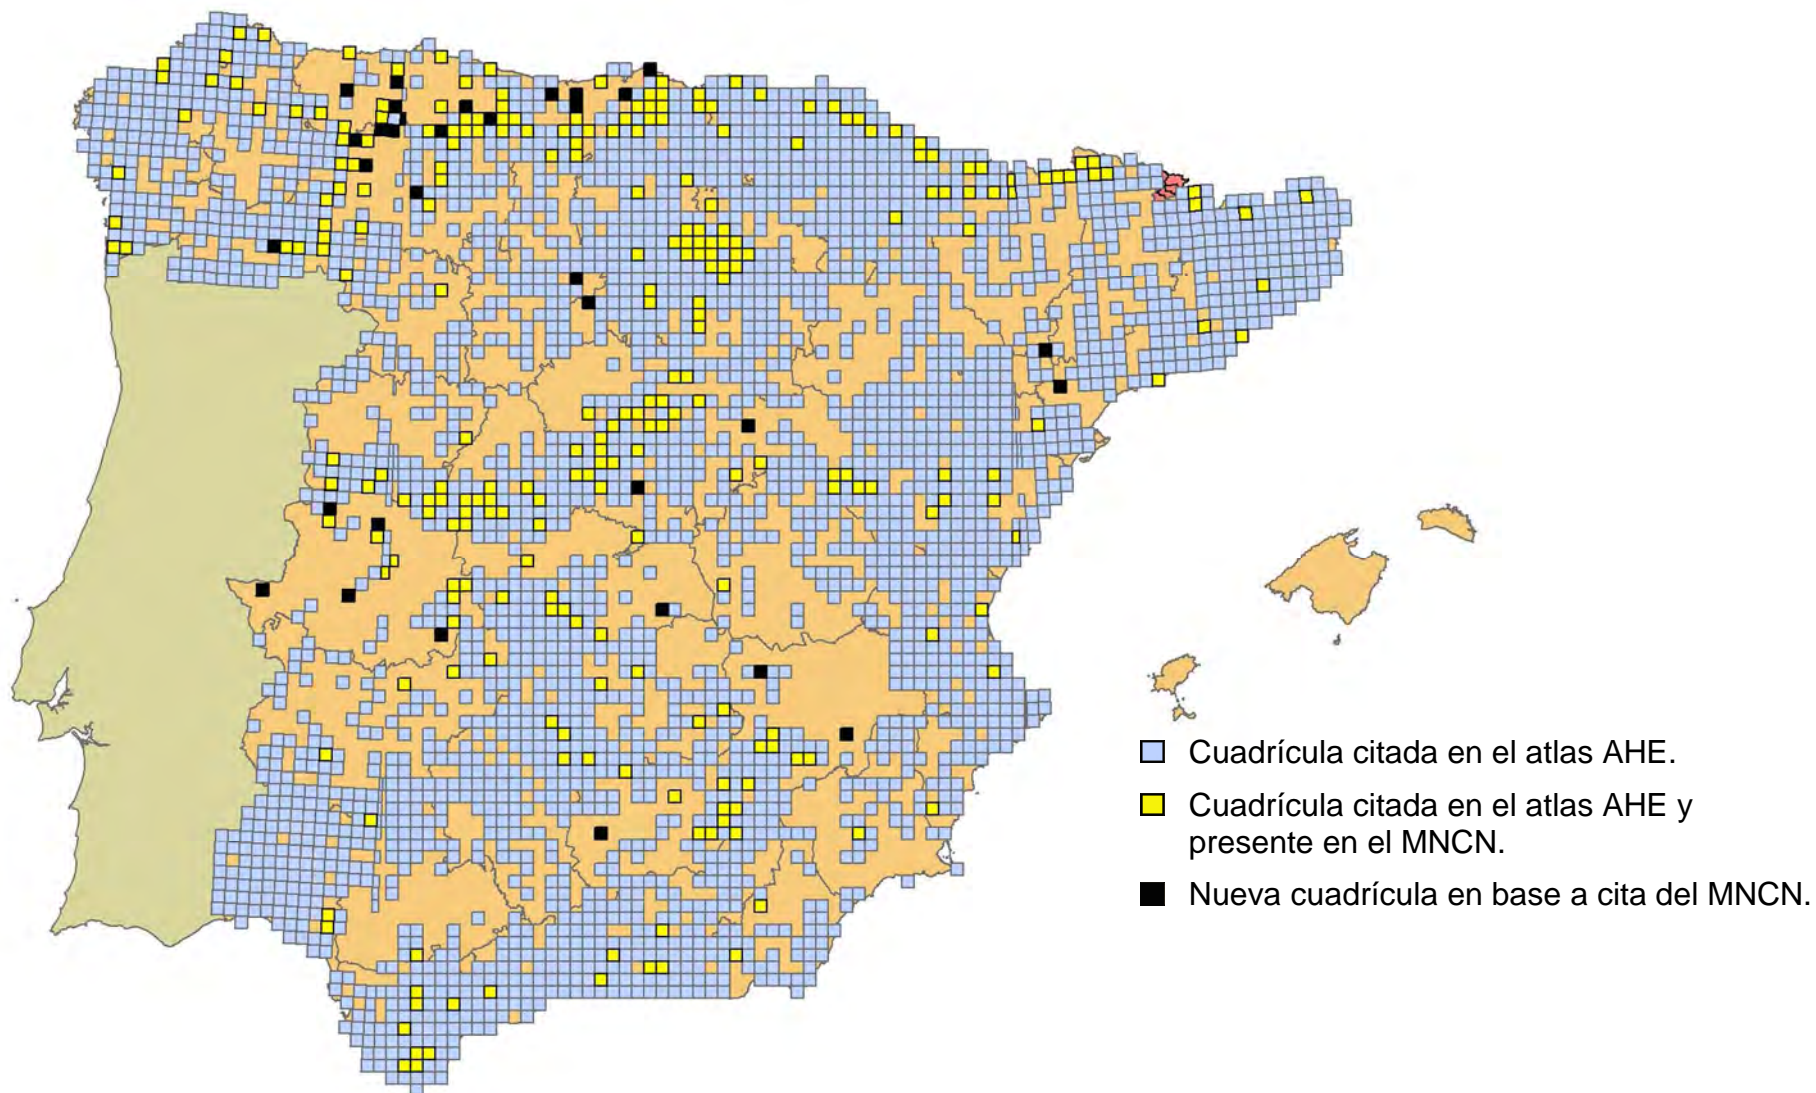 Cuadrícula citada en el atlas AHE.
Cuadrícula citada en el atlas AHE y
presente en el MNCN.
Nueva cuadrícula en base a cita del MNCN.